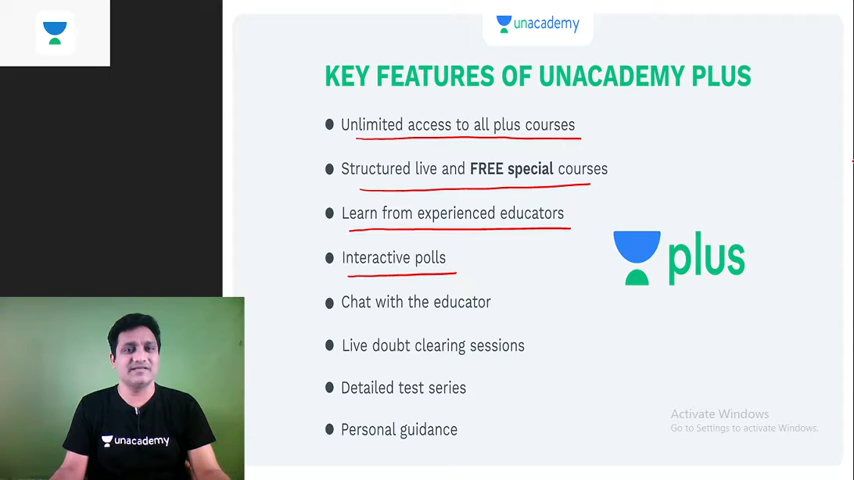 unacademy
KEY FEATURES OF UNACADEMY PLUS
Unlimited access to all plus courses
Structured live and FREE special courses
Learn from experienced educators
Interactive polls
plus
Chat with the educator
Live doubt clearing sessions
Detailed test series
Personal guidance
Activate Windows
Go to Settings to activate Windows.
unacademy